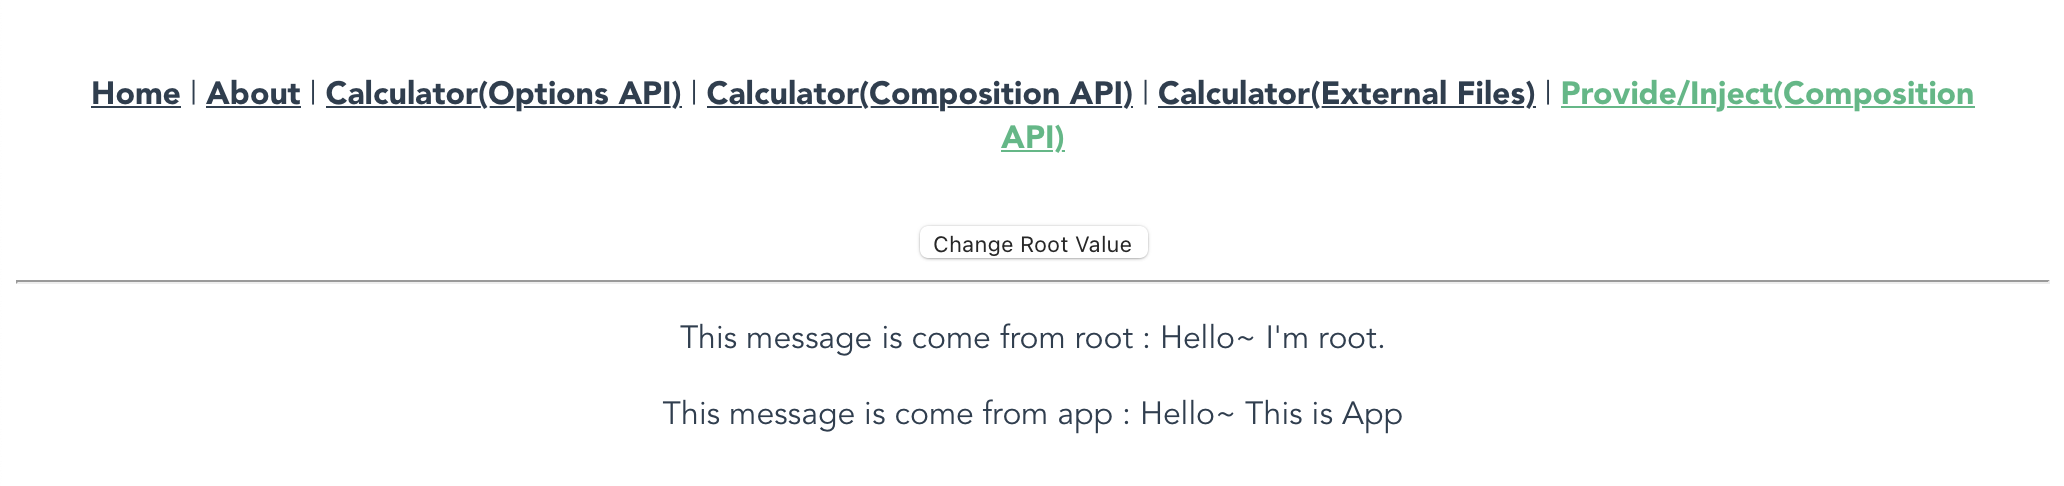 Home | About | Calculator(Options API) | Calculator(Composition API) | Calculator(External Files) | Provide/Inject(Composition
API)
Change Root Value
This message is come from root : Hello~ I'm root.
This message is come from app : Hello~ This is App